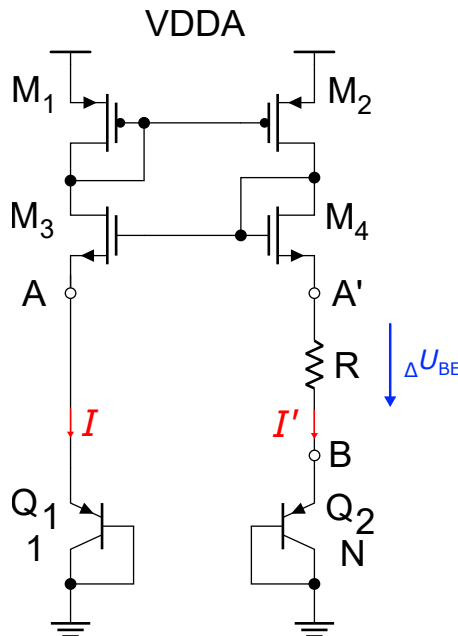 VDDA
M1 M2
M3 M4
A A'
R ΔUBE
I I'
B
Q1 Q2
1 N